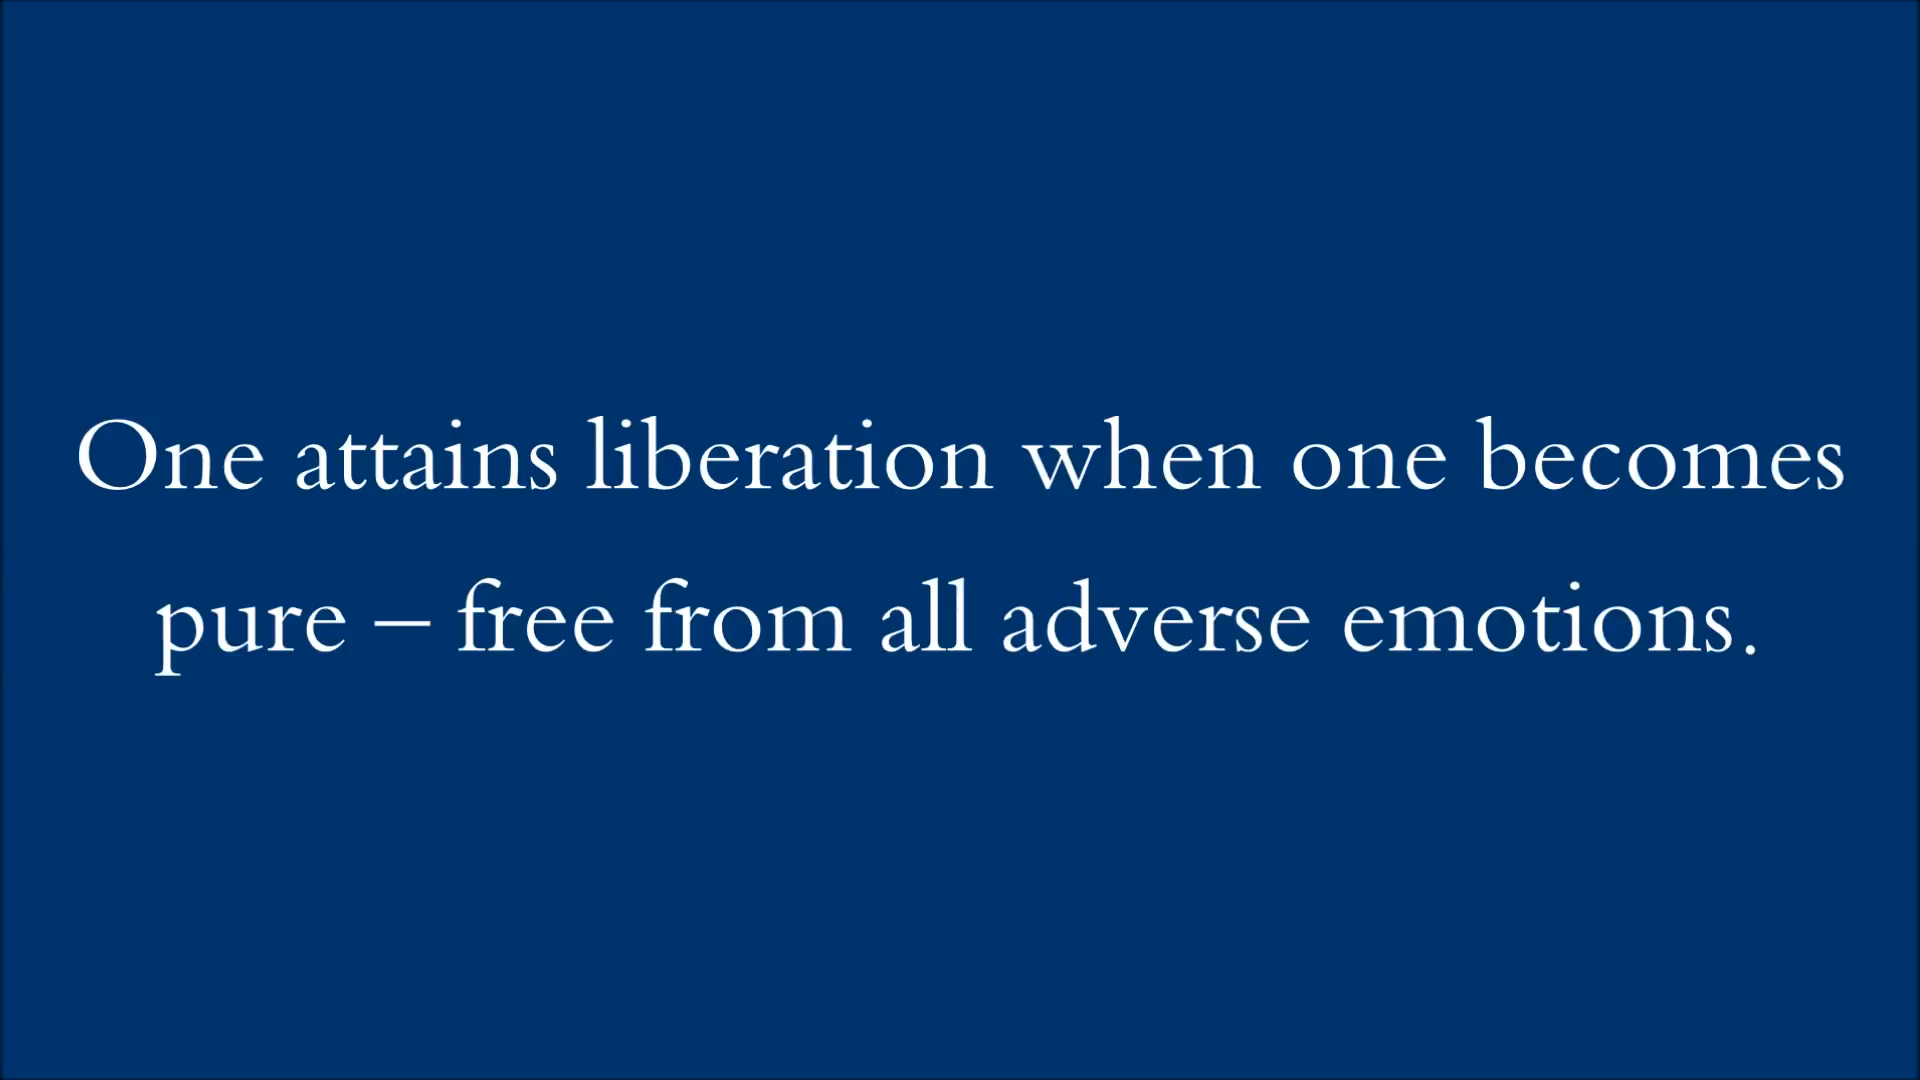 One attains liberation when one becomes
pure – free from all adverse emotions.